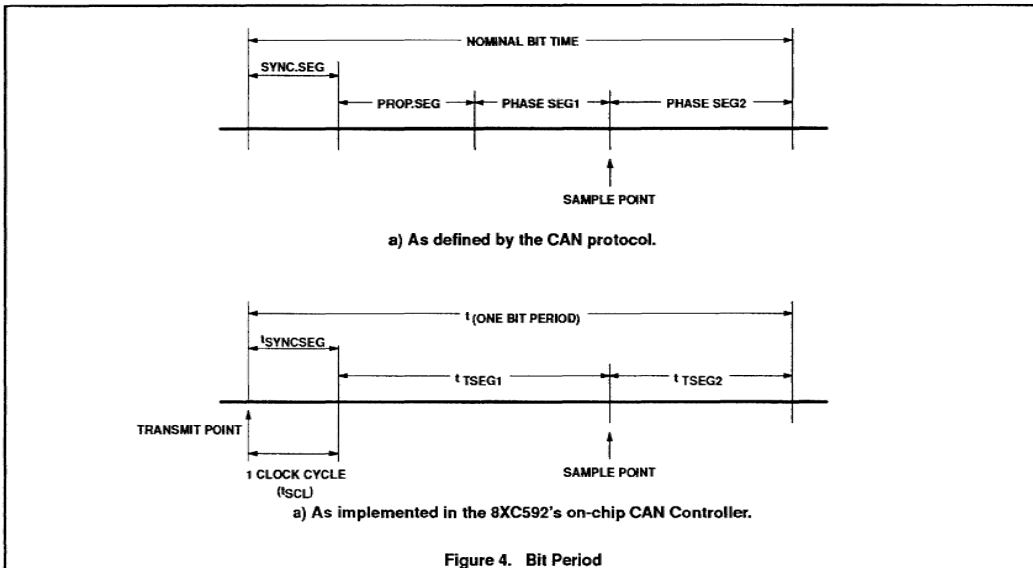 NOMINAL BIT TIME
SYNC.SEG
PROP.SEG PHASE SEG1 PHASE SEG2
SAMPLE POINT
a) As defined by the CAN protocol.
t (ONE BIT PERIOD)
tSYNCSEG
t TSEG1 t TSEG2
TRANSMIT POINT
1 CLOCK CYCLE
(tSCL)
SAMPLE POINT
a) As implemented in the 8XC592's on-chip CAN Controller.
Figure 4. Bit Period